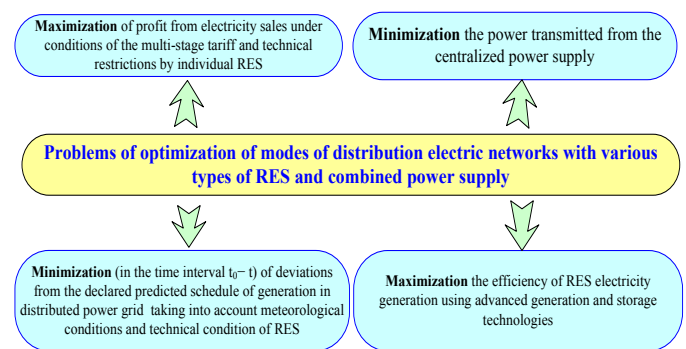 Maximization of profit from electricity sales under
conditions of the multi-stage tariff and technical
restrictions by individual RES
Minimization the power transmitted from the
centralized power supply
Problems of optimization of modes of distribution electric networks with various
types of RES and combined power supply
Minimization (in the time interval t₀– t) of deviations
from the declared predicted schedule of generation in
distributed power grid taking into account meteorological
conditions and technical condition of RES
Maximization the efficiency of RES electricity
generation using advanced generation and storage
technologies